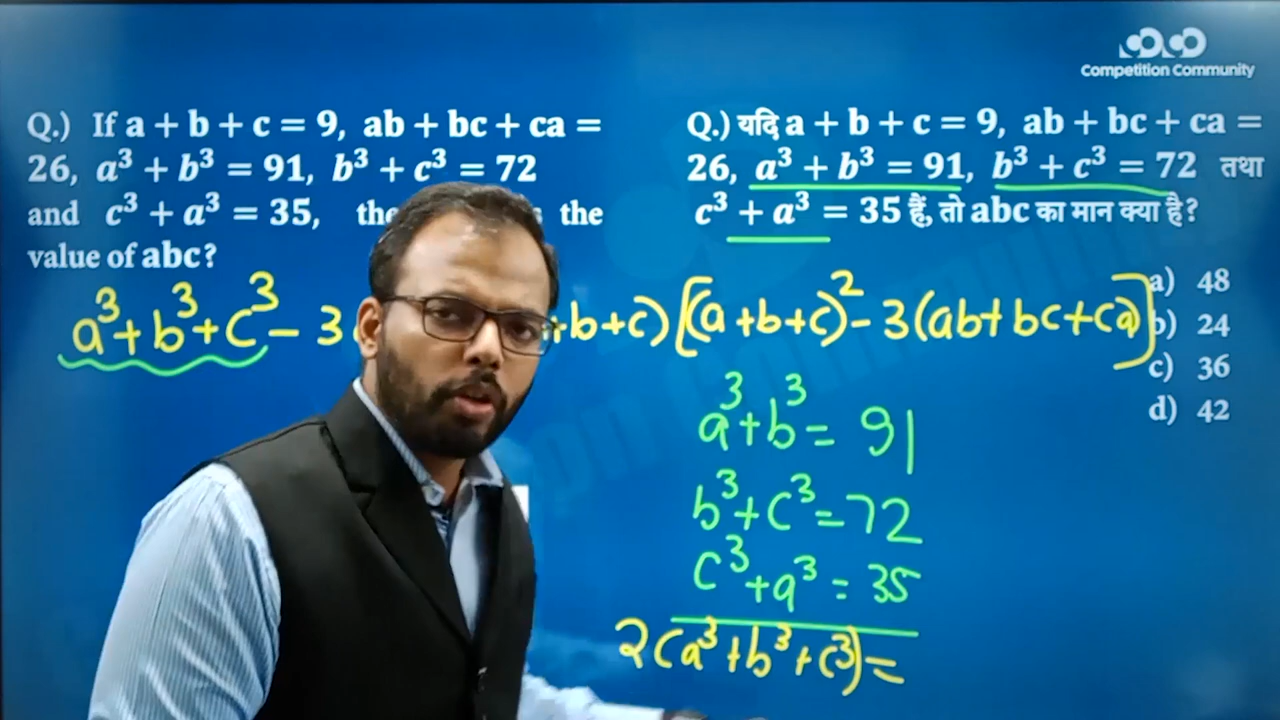 Competition Community
Q.) If a + b + c = 9, ab + bc + ca =
26, a³ + b³ = 91, b³ + c³ = 72
and c³ + a³ = 35, the
value of abc?
Q.) यदि a + b + c = 9, ab + bc + ca =
26, a³ + b³ = 91, b³ + c³ = 72 तथा
c³ + a³ = 35 हैं, तो abc का मान क्या है?
a) 48
b) 24
c) 36
d) 42
a³+b³+c³- 3 +b+c) [(a+b+c)²- 3(ab+bc+ca)]
a³+b³= 91
b³+c³=72
c³+a³=35
2(a³+b³+c³)=